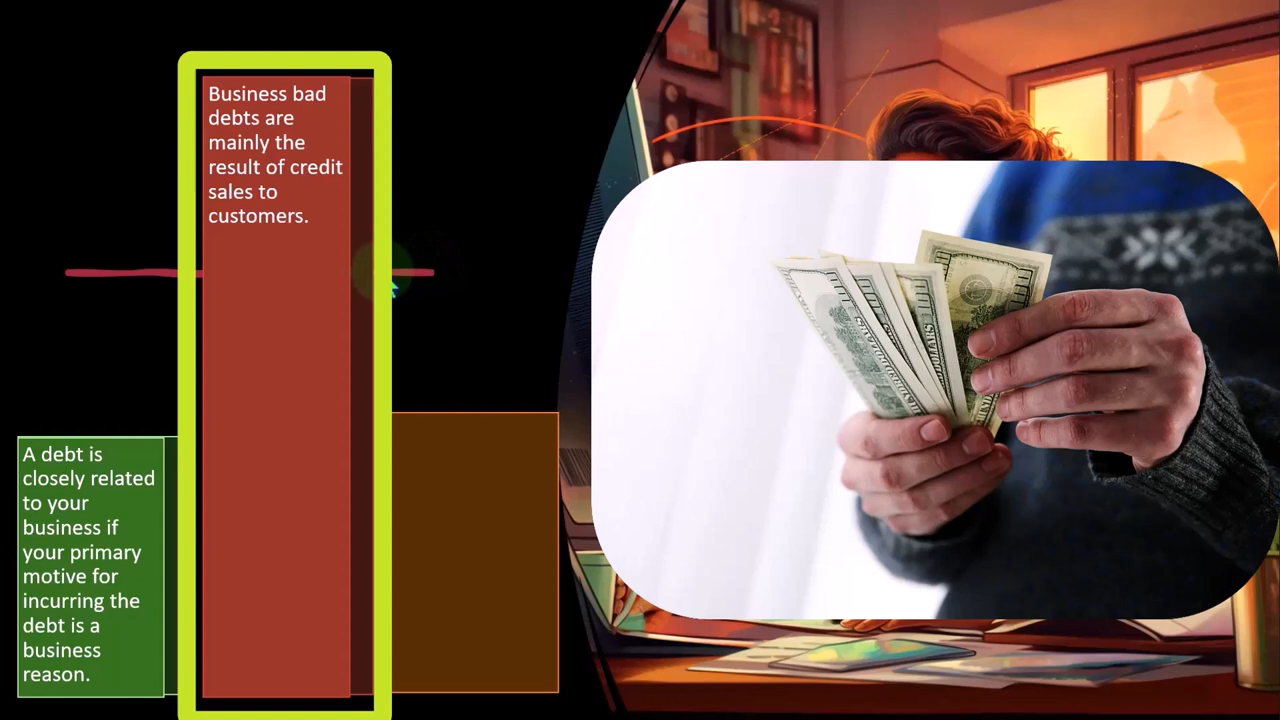 Business bad
debts are
mainly the
result of credit
sales to
customers.
A debt is
closely related
to your
business if
your primary
motive for
incurring the
debt is a
business
reason.